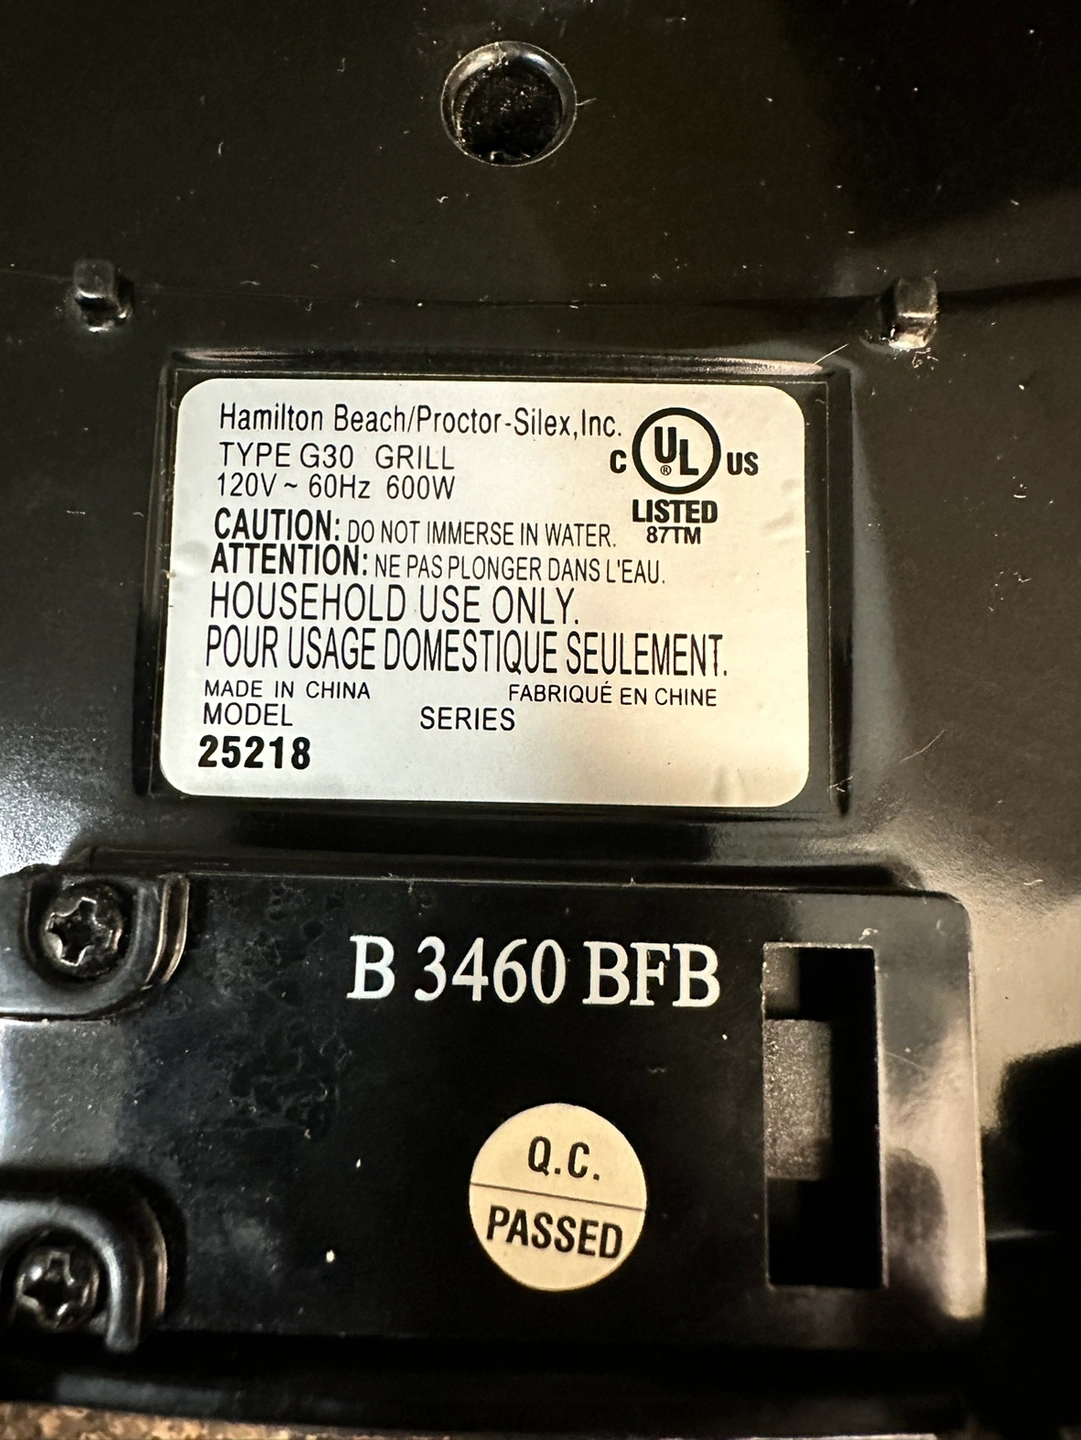 Hamilton Beach/Proctor-Silex,Inc.
TYPE G30 GRILL
120V ~ 60Hz 600W
C UL ® US
LISTED
87TM
CAUTION: DO NOT IMMERSE IN WATER.
ATTENTION: NE PAS PLONGER DANS L'EAU.
HOUSEHOLD USE ONLY.
POUR USAGE DOMESTIQUE SEULEMENT.
MADE IN CHINA FABRIQUÉ EN CHINE
MODEL SERIES
25218
B 3460 BFB
Q.C.
PASSED